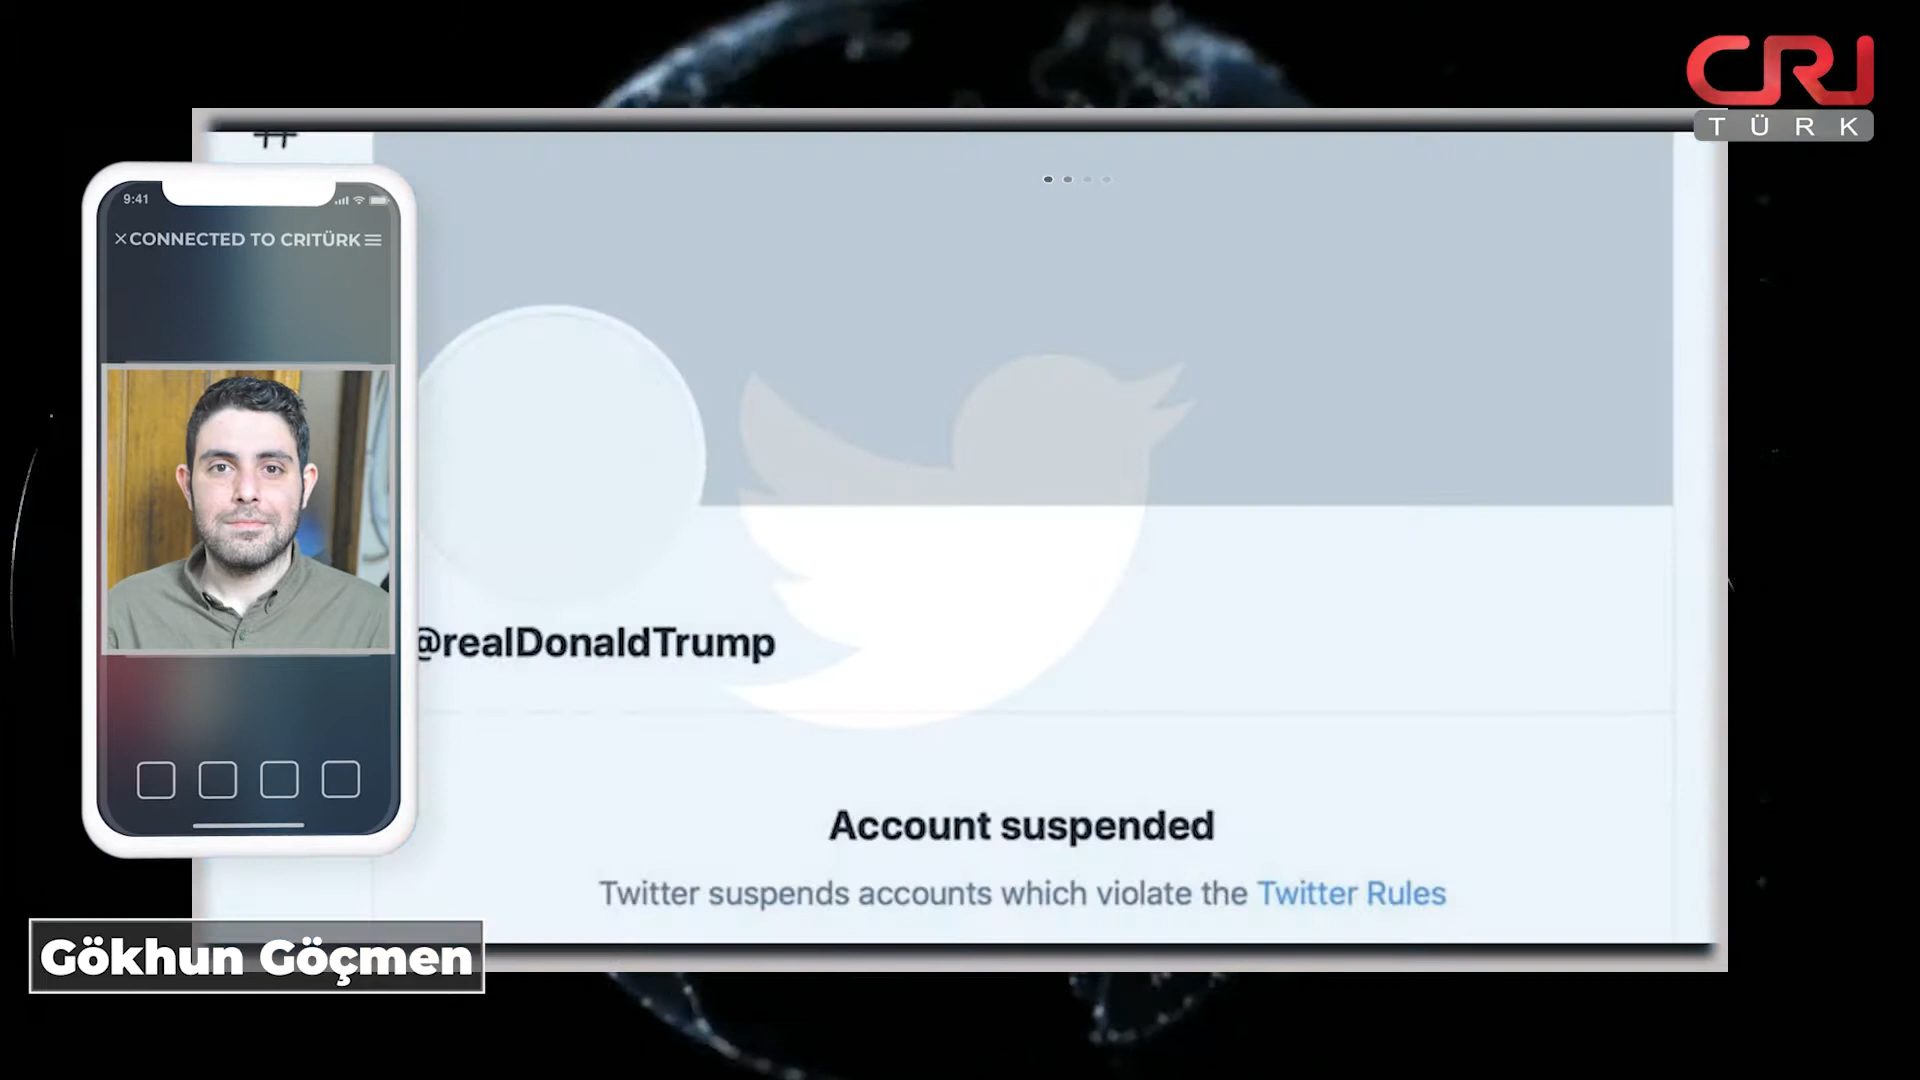 CRI
TÜRK
9:41
×CONNECTED TO CRITÜRK
@realDonaldTrump
Account suspended
Twitter suspends accounts which violate the Twitter Rules
Gökhun Göçmen